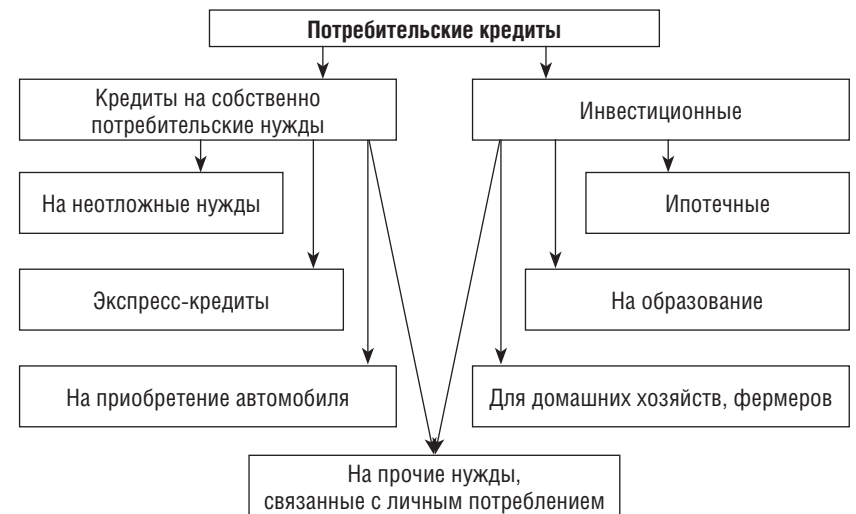 Потребительские кредиты
Кредиты на собственно
потребительские нужды
Инвестиционные
На неотложные нужды
Ипотечные
Экспресс-кредиты
На образование
На приобретение автомобиля
Для домашних хозяйств, фермеров
На прочие нужды,
связанные с личным потреблением